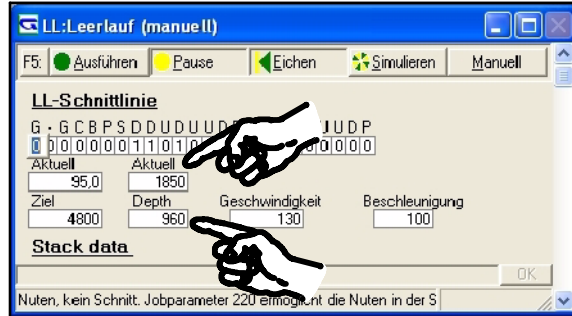 LL:Leerlauf (manuell)
F5: Ausführen Pause Eichen Simulieren Manuell
LL-Schnittlinie
G - G C B P S D D U D U U D U D P
0 0 0 0 0 0 0 1 1 0 1 0 0 0 0 0
Aktuell Aktuell
95,0 1850
Ziel Depth Geschwindigkeit Beschleunigung
4800 960 130 100
Stack data
OK
Nuten, kein Schnitt. Jobparameter 220 ermöglicht die Nuten in der S